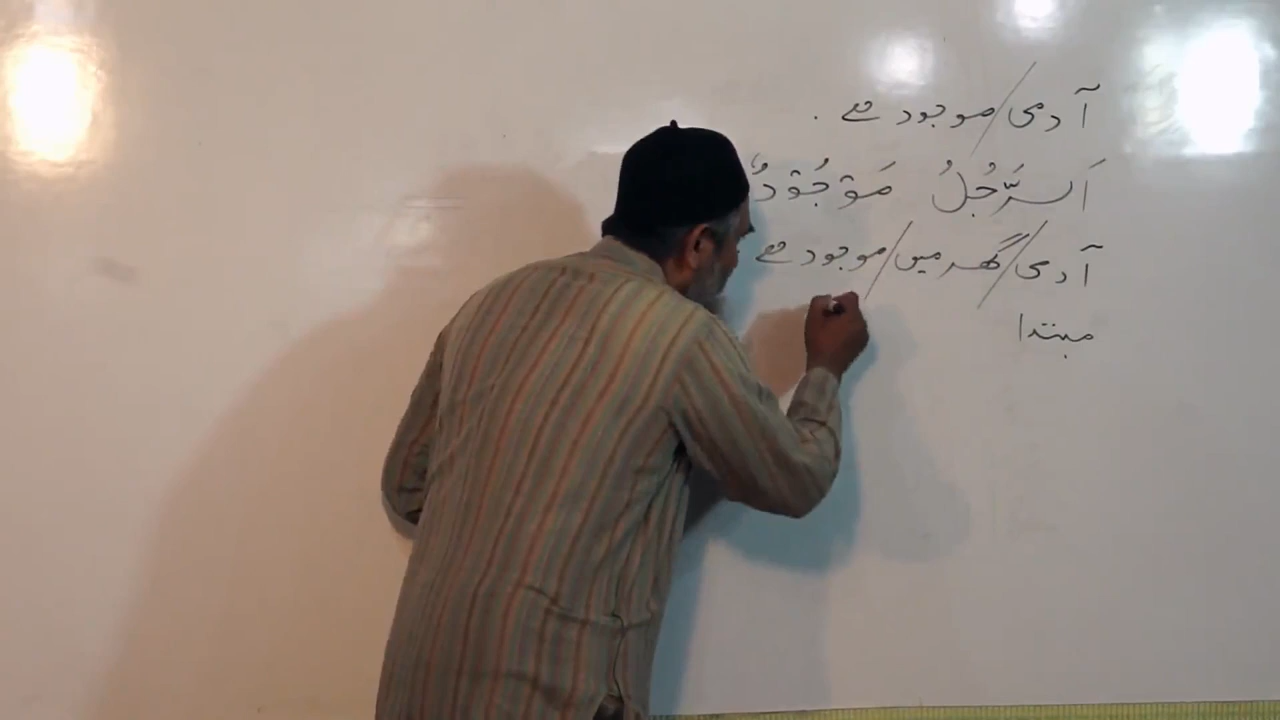 آدمی/موجود ہے ۔
اَلرَّجُلُ مَوْجُوْدٌ
آدمی/گھر میں/موجود ہے
مبتدا